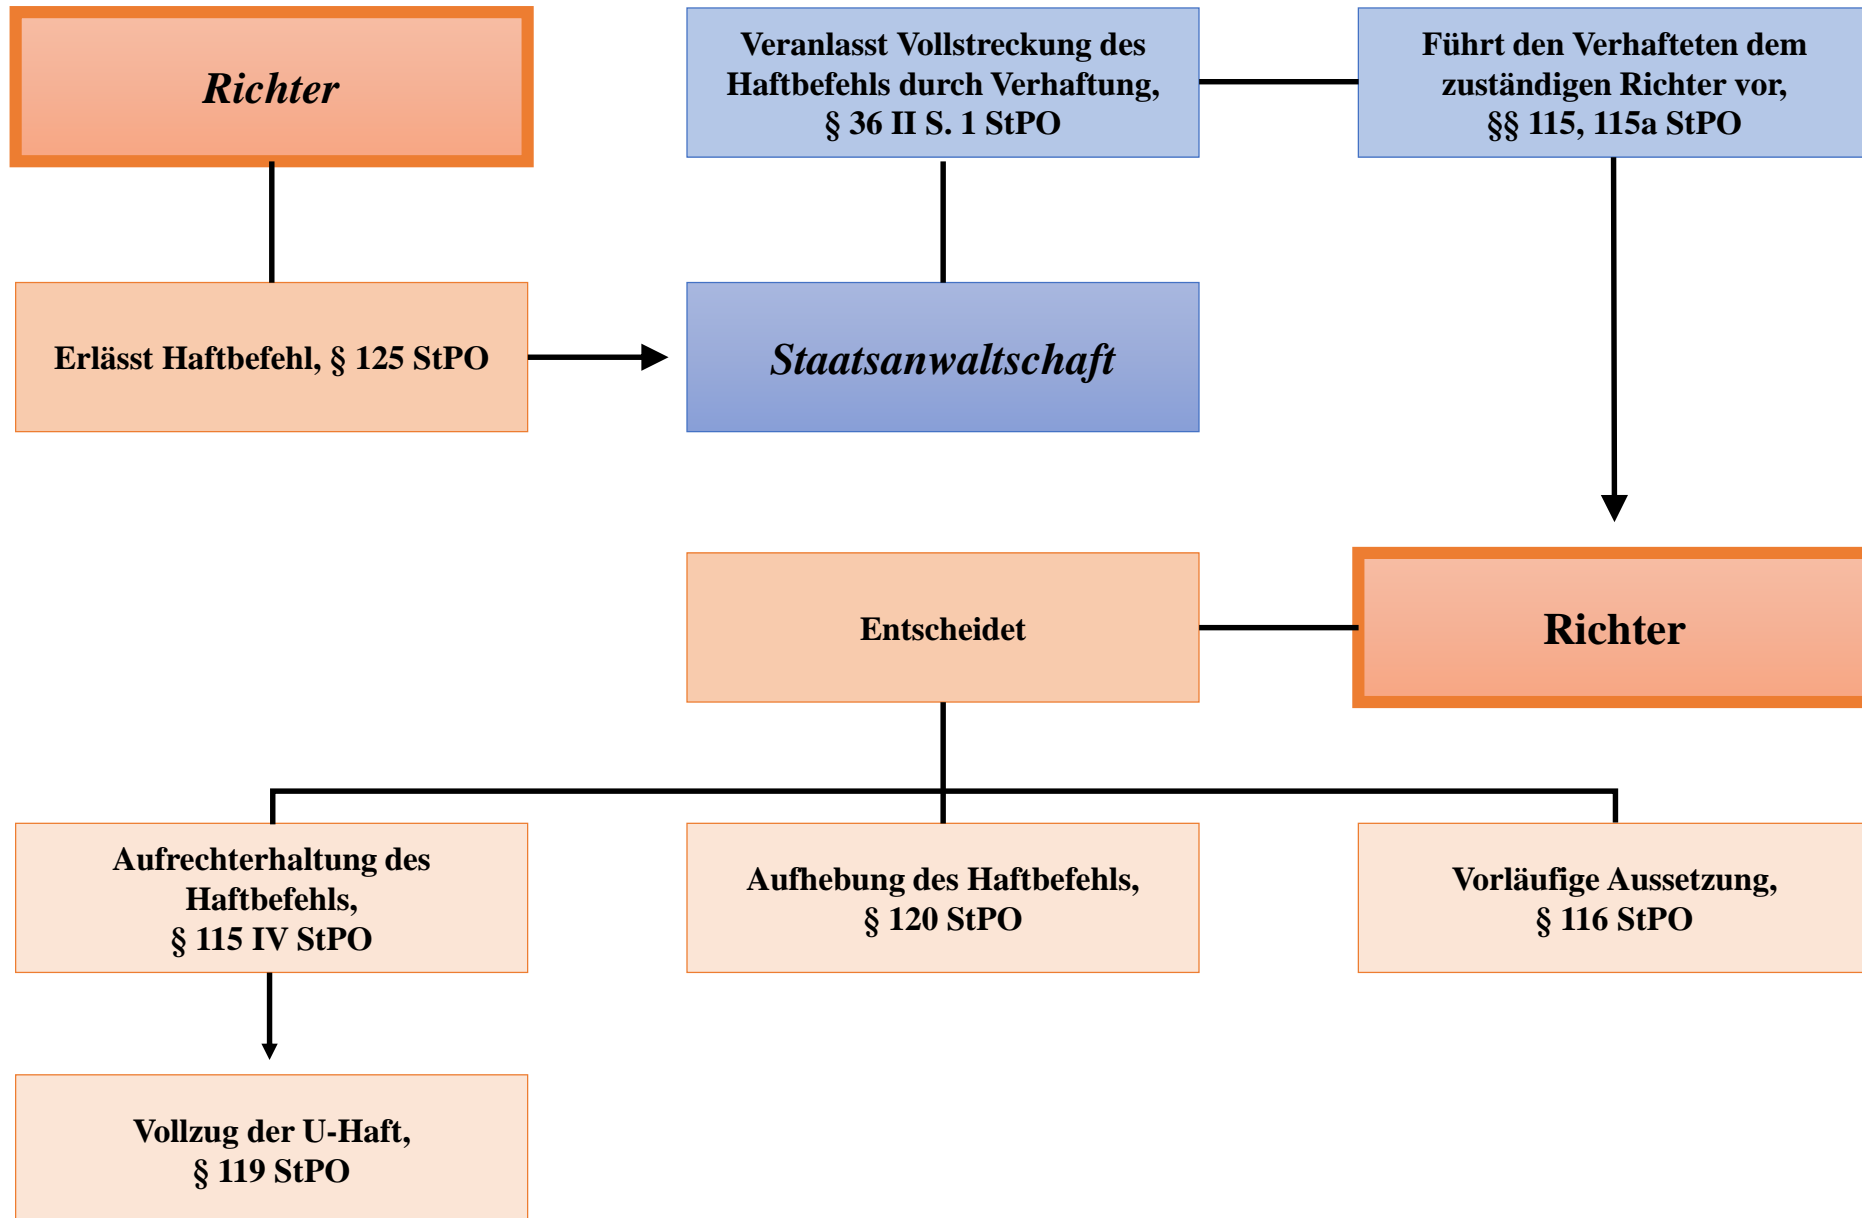 Richter
Veranlasst Vollstreckung des
Haftbefehls durch Verhaftung,
§ 36 II S. 1 StPO
Führt den Verhafteten dem
zuständigen Richter vor,
§§ 115, 115a StPO
Erlässt Haftbefehl, § 125 StPO
Staatsanwaltschaft
Entscheidet
Richter
Aufrechterhaltung des
Haftbefehls,
§ 115 IV StPO
Aufhebung des Haftbefehls,
§ 120 StPO
Vorläufige Aussetzung,
§ 116 StPO
Vollzug der U-Haft,
§ 119 StPO